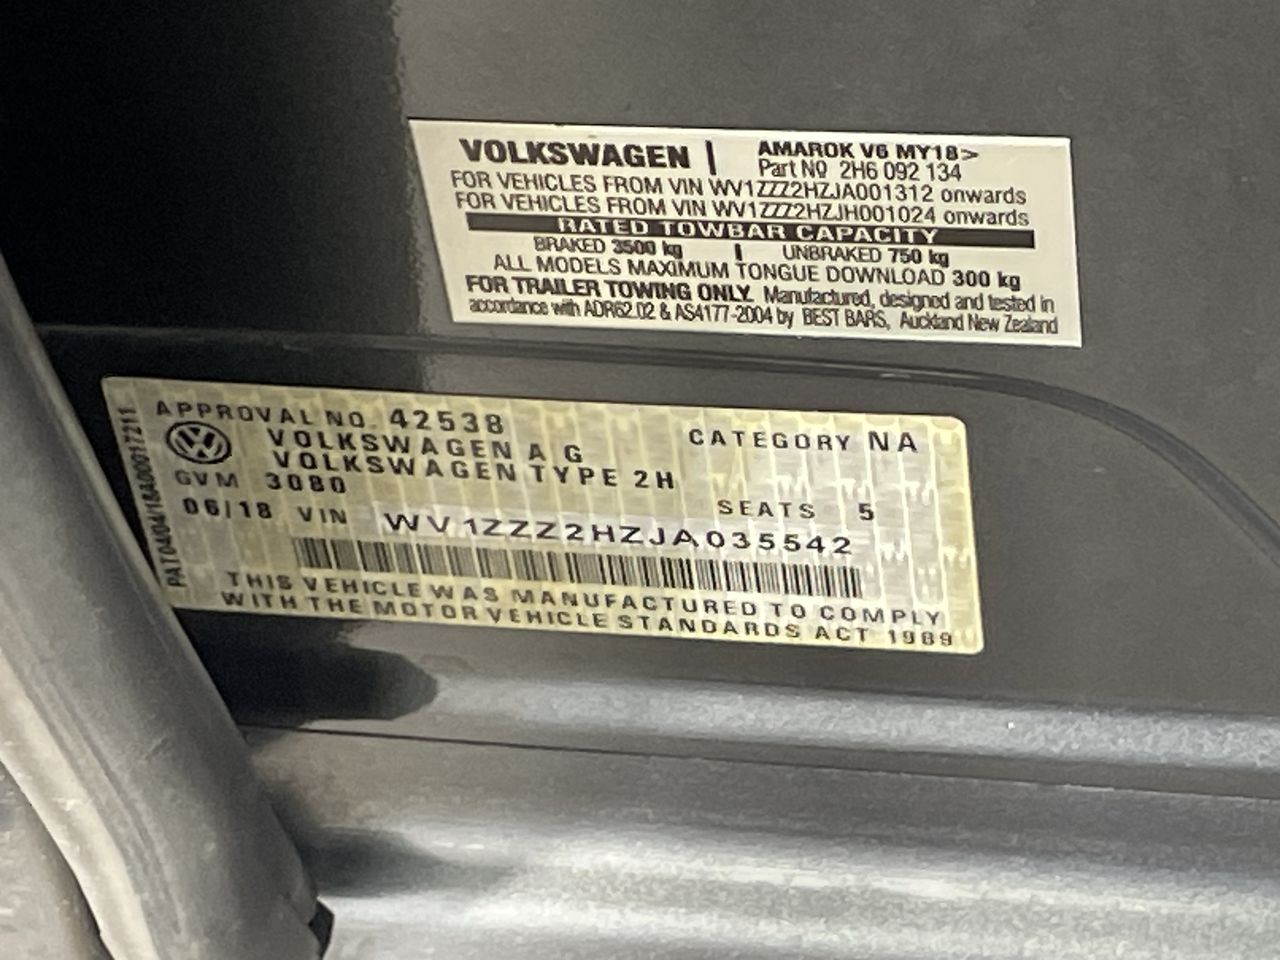 VOLKSWAGEN | AMAROK V6 MY18>
Part Nº 2H6 092 134
FOR VEHICLES FROM VIN WV1ZZZ2HZJA001312 onwards
FOR VEHICLES FROM VIN WV1ZZZ2HZJH001024 onwards
RATED TOWBAR CAPACITY
BRAKED 3500 kg | UNBRAKED 750 kg
ALL MODELS MAXIMUM TONGUE DOWNLOAD 300 kg
FOR TRAILER TOWING ONLY. Manufactured, designed and tested in
accordance with ADR62.02 & AS4177-2004 by BEST BARS, Auckland New Zealand
APPROVAL NO. 42538 CATEGORY NA
VOLKSWAGEN A G
VOLKSWAGEN TYPE 2H
GVM 3080 SEATS 5
06/18 VIN WV1ZZZ2HZJA035542
THIS VEHICLE WAS MANUFACTURED TO COMPLY
WITH THE MOTOR VEHICLE STANDARDS ACT 1989
PAT04/04/18A00017211